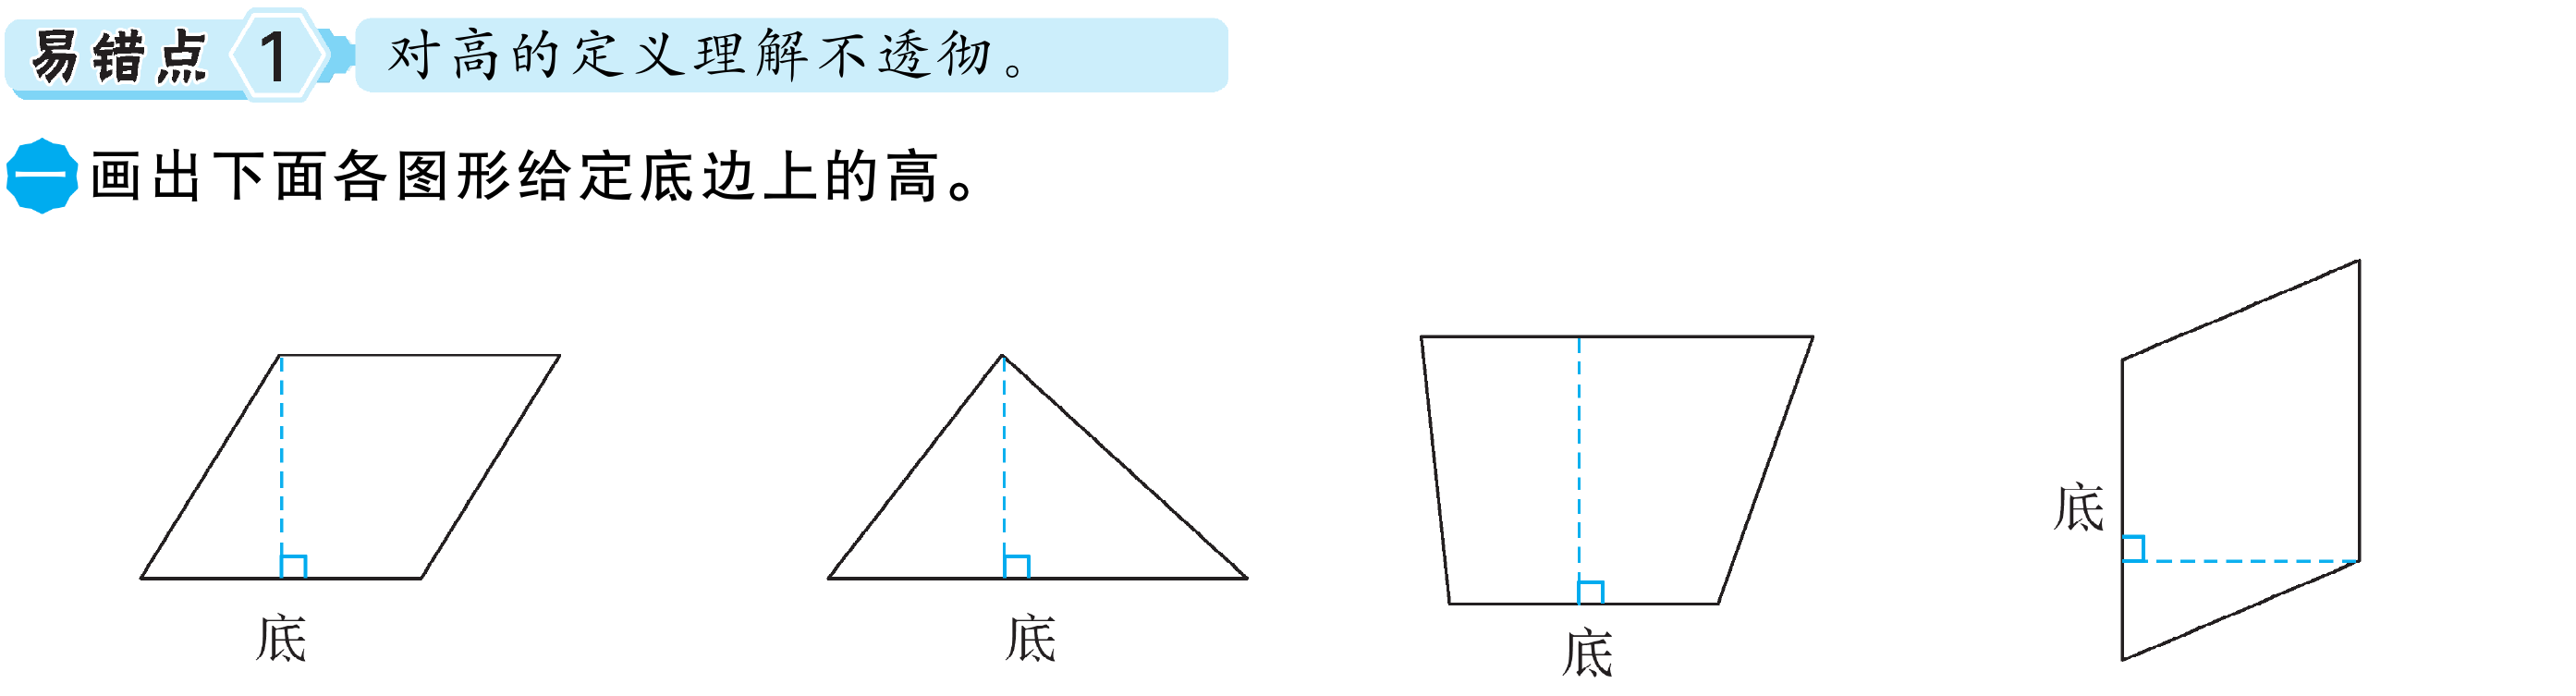 易错点 1 对高的定义理解不透彻。
一 画出下面各图形给定底边上的高。
底 底 底 底